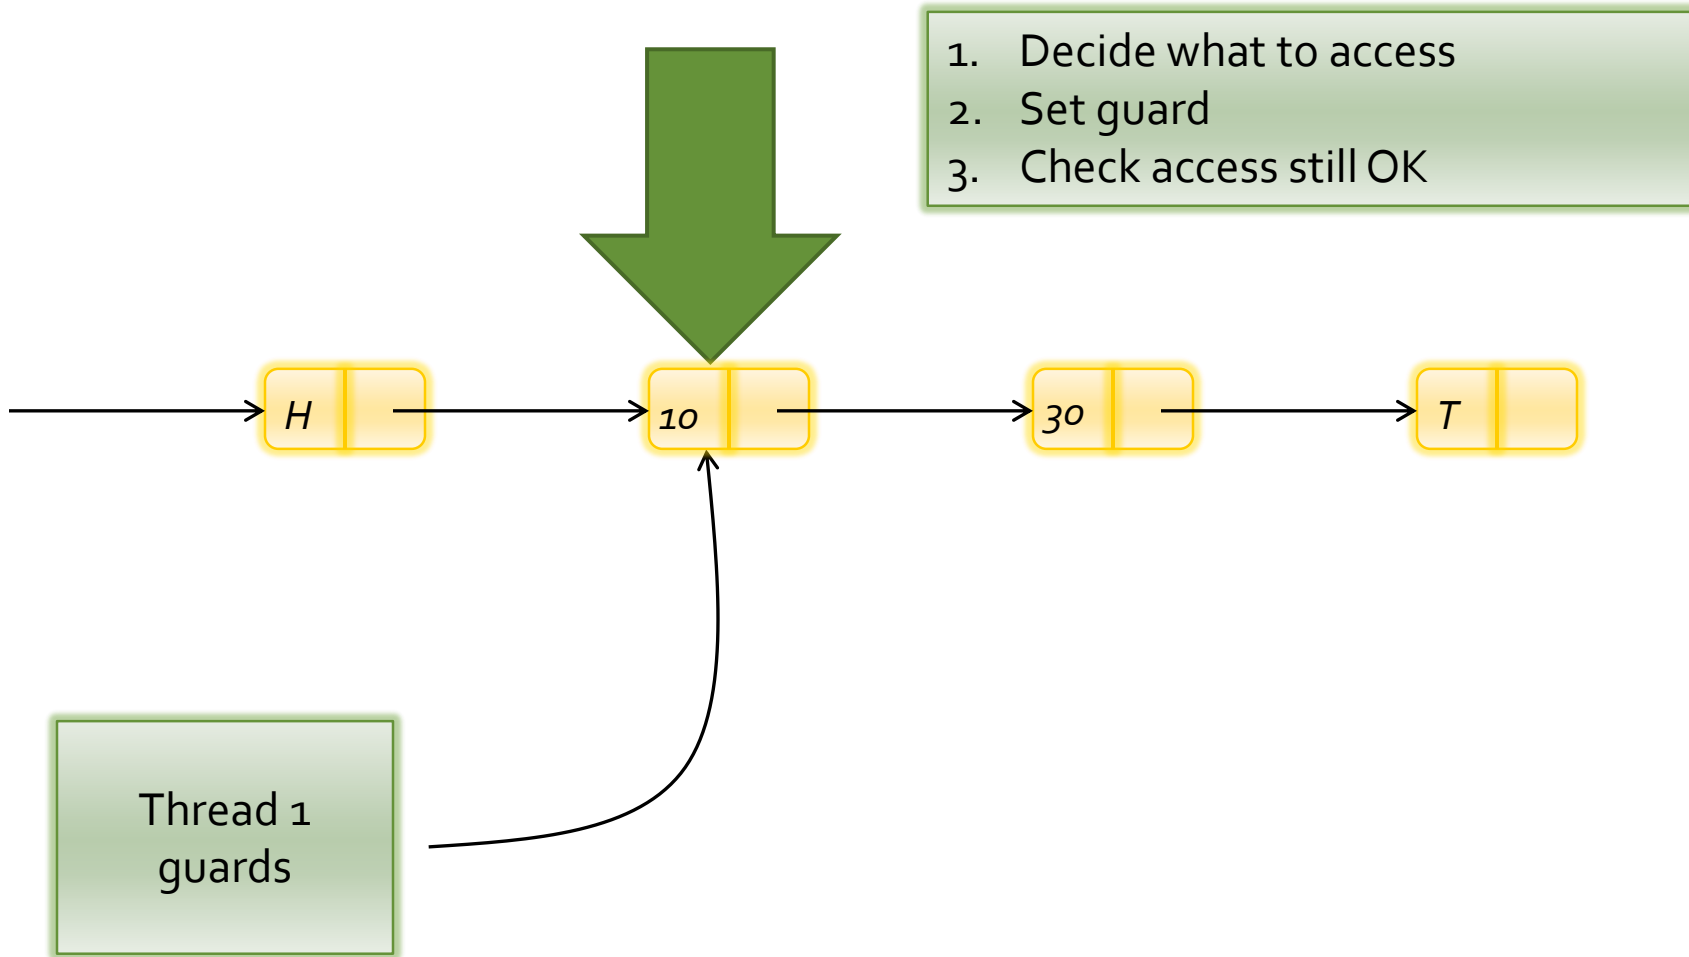 1. Decide what to access
2. Set guard
3. Check access still OK
H 10 30 T
Thread 1
guards